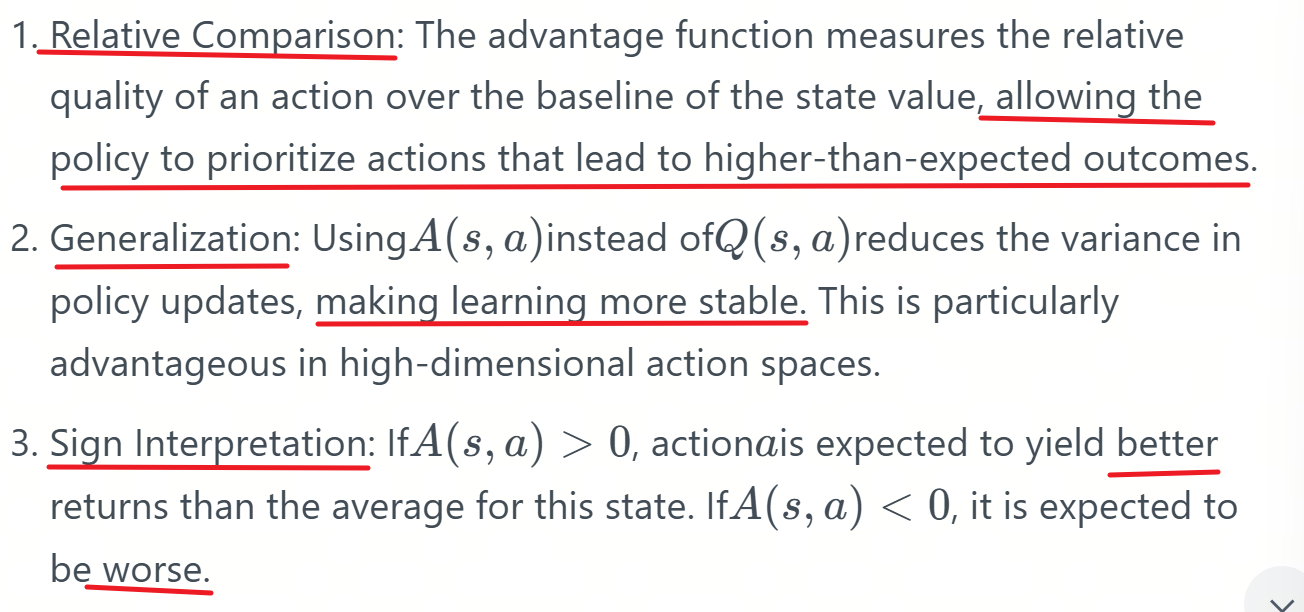 1. Relative Comparison: The advantage function measures the relative
quality of an action over the baseline of the state value, allowing the
policy to prioritize actions that lead to higher-than-expected outcomes.
2. Generalization: Using A(s, a) instead of Q(s, a) reduces the variance in
policy updates, making learning more stable. This is particularly
advantageous in high-dimensional action spaces.
3. Sign Interpretation: If A(s, a) > 0, action a is expected to yield better
returns than the average for this state. If A(s, a) < 0, it is expected to
be worse.